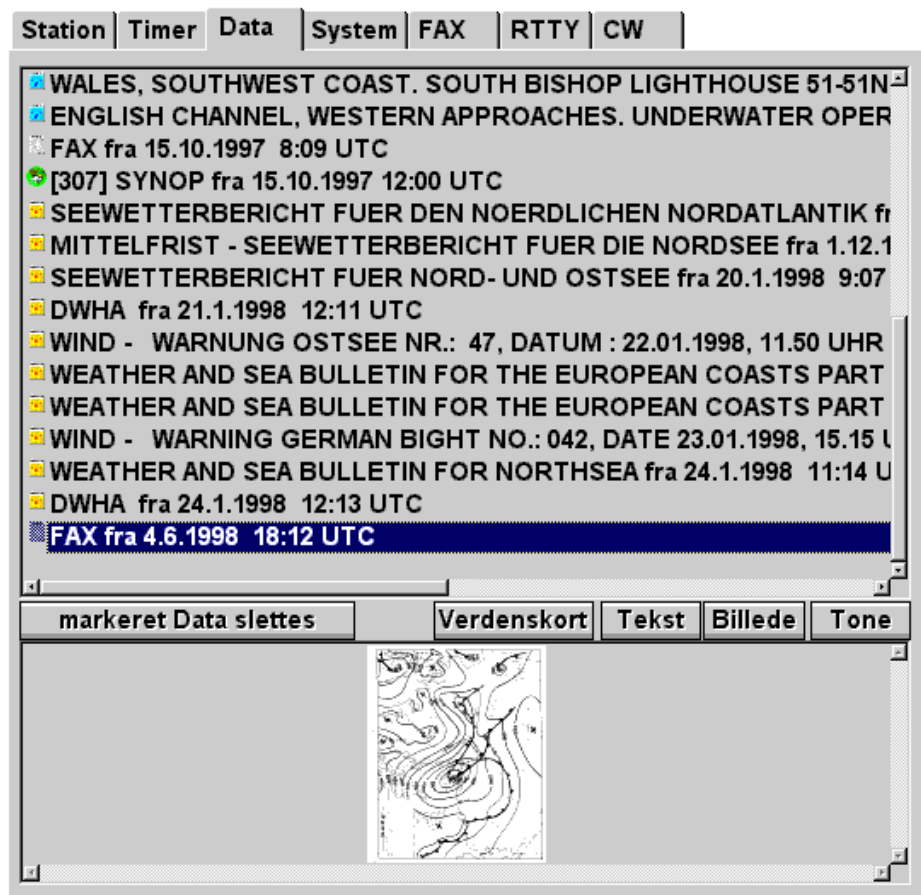 Station Timer Data System FAX RTTY CW
WALES, SOUTHWEST COAST. SOUTH BISHOP LIGHTHOUSE 51-51N
ENGLISH CHANNEL, WESTERN APPROACHES. UNDERWATER OPER
FAX fra 15.10.1997 8:09 UTC
[307] SYNOP fra 15.10.1997 12:00 UTC
SEEWETTERBERICHT FUER DEN NOERDLICHEN NORDATLANTIK fr
MITTELFRIST - SEEWETTERBERICHT FUER DIE NORDSEE fra 1.12.1
SEEWETTERBERICHT FUER NORD- UND OSTSEE fra 20.1.1998 9:07
DWHA fra 21.1.1998 12:11 UTC
WIND - WARNUNG OSTSEE NR.: 47, DATUM : 22.01.1998, 11.50 UHR
WEATHER AND SEA BULLETIN FOR THE EUROPEAN COASTS PART
WEATHER AND SEA BULLETIN FOR THE EUROPEAN COASTS PART
WIND - WARNING GERMAN BIGHT NO.: 042, DATE 23.01.1998, 15.15 U
WEATHER AND SEA BULLETIN FOR NORTHSEA fra 24.1.1998 11:14 U
DWHA fra 24.1.1998 12:13 UTC
FAX fra 4.6.1998 18:12 UTC
markeret Data slettes Verdenskort Tekst Billede Tone